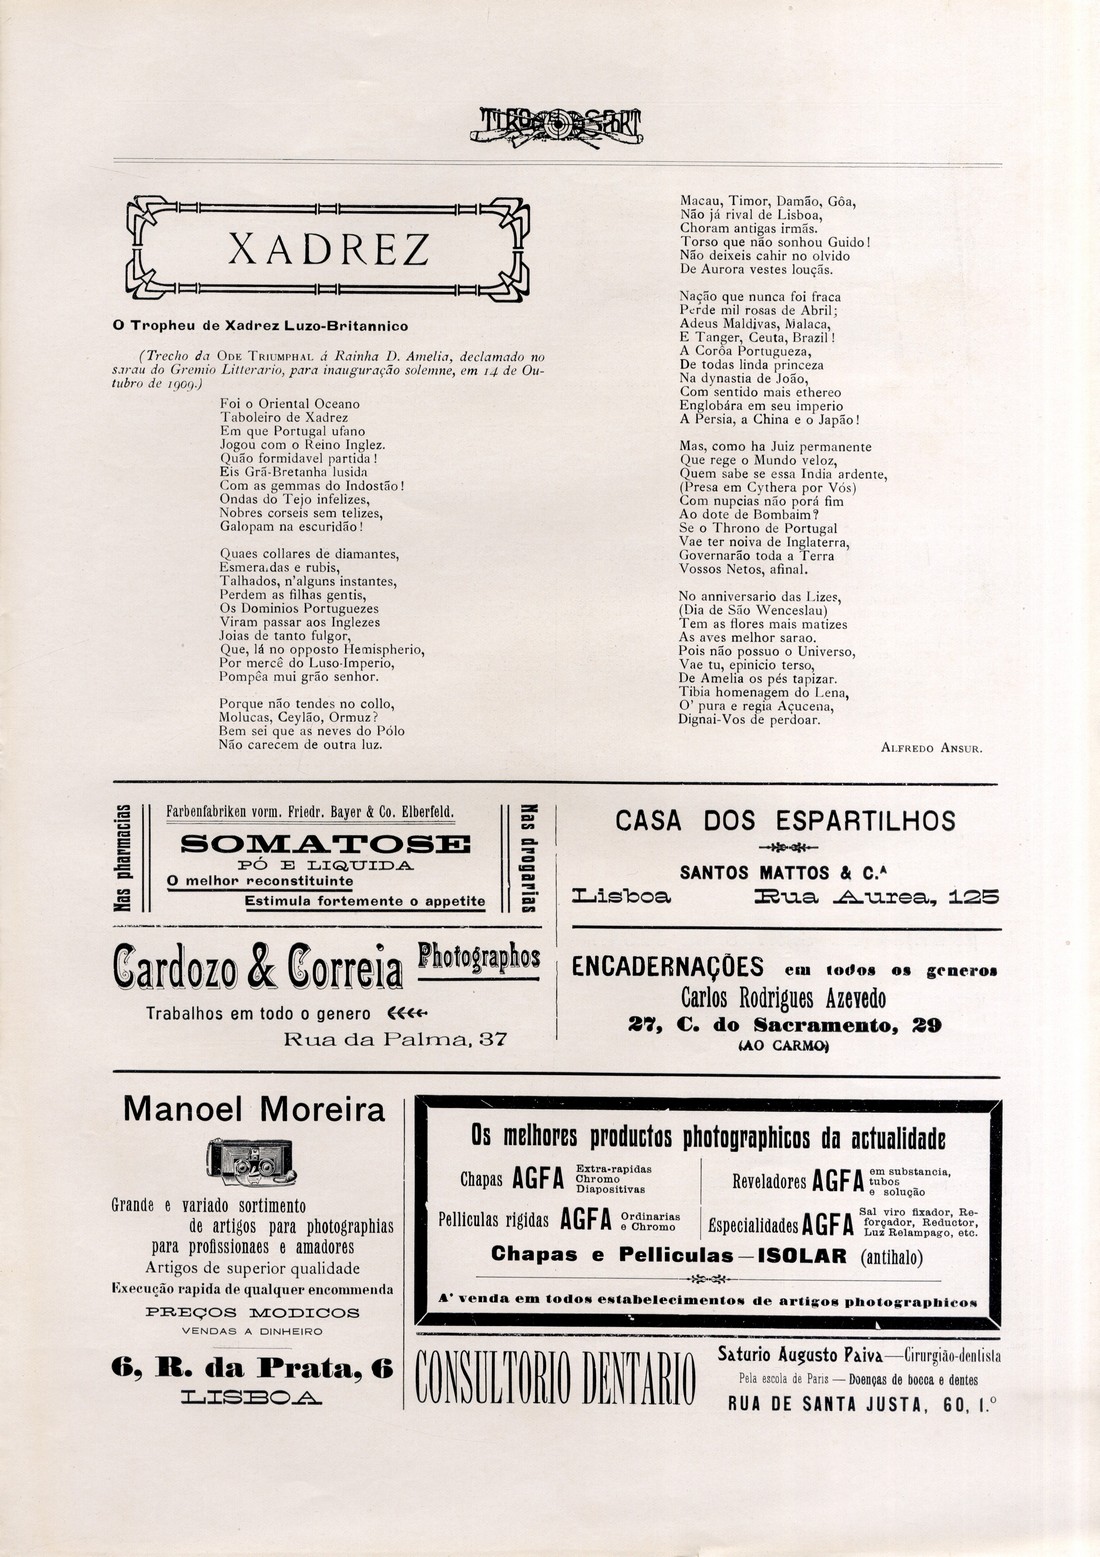 TIRO E SPORT
XADREZ
O Tropheu de Xadrez Luzo-Britannico
(Trecho da ODE TRIUMPHAL á Rainha D. Amelia, declamado no
sarau do Gremio Litterario, para inauguração solemne, em 14 de Ou-
tubro de 1909.)
Foi o Oriental Oceano
Taboleiro de Xadrez
Em que Portugal ufano
Jogou com o Reino Inglez.
Quão formidavel partida!
Eis Grã-Bretanha lusida
Com as gemmas do Indostão!
Ondas do Tejo infelizes,
Nobres corseis sem telizes,
Galopam na escuridão!
Quaes collares de diamantes,
Esmeraldas e rubis,
Talhados, n'alguns instantes,
Perdem as filhas gentis,
Os Dominios Portuguezes
Viram passar aos Inglezes
Joias de tanto fulgor,
Que, lá no opposto Hemispherio,
Por mercê do Luso-Imperio,
Pompêa mui grão senhor.
Porque não tendes no collo,
Molucas, Ceylão, Ormuz?
Bem sei que as neves do Pólo
Não carecem de outra luz.
Macau, Timor, Damão, Gôa,
Não já rival de Lisboa,
Choram antigas irmãs.
Torso que não sonhou Guido!
Não deixeis cahir no olvido
De Aurora vestes louçãs.
Nação que nunca foi fraca
Perde mil rosas de Abril;
Adeus Maldivas, Malaca,
E Tanger, Ceuta, Brazil!
A Corôa Portugueza,
De todas linda princeza
Na dynastia de João,
Com sentido mais ethereo
Englobára em seu imperio
A Persia, a China e o Japão!
Mas, como ha Juiz permanente
Que rege o Mundo veloz,
Quem sabe se essa India ardente,
(Presa em Cythera por Vós)
Com nupcias não porá fim
Ao dote de Bombaim?
Se o Throno de Portugal
Vae ter noiva de Inglaterra,
Governarão toda a Terra
Vossos Netos, afinal.
No anniversario das Lizes,
(Dia de São Wenceslau)
Tem as flores mais matizes
As aves melhor sarao.
Pois não possuo o Universo,
Vae tu, epinicio terso,
De Amelia os pés tapizar.
Tibia homenagem do Lena,
O' pura e regia Açucena,
Dignai-Vos de perdoar.
ALFREDO ANSUR.
Nas pharmacias
Farbenfabriken vorm. Friedr. Bayer & Co. Elberfeld.
SOMATOSE
PÓ E LIQUIDA
O melhor reconstituinte
Estimula fortemente o appetite
Nas drogarias
CASA DOS ESPARTILHOS
SANTOS MATTOS & C.ᴬ
Lisboa Rua Aurea, 125
Cardozo & Correia Photographos
Trabalhos em todo o genero
Rua da Palma, 37
ENCADERNAÇÕES em todos os generos
Carlos Rodrigues Azevedo
27, C. do Sacramento, 29
(AO CARMO)
Manoel Moreira
Grande e variado sortimento
de artigos para photographias
para profissionaes e amadores
Artigos de superior qualidade
Execução rapida de qualquer encommenda
PREÇOS MODICOS
VENDAS A DINHEIRO
6, R. da Prata, 6
LISBOA
Os melhores productos photographicos da actualidade
Chapas AGFA Extra-rapidas
Chromo
Diapositivas
Reveladores AGFA em substancia,
tubos
e solução
Pelliculas rigidas AGFA Ordinarias
e Chromo
Especialidades AGFA Sal viro fixador, Re-
forçador, Reductor,
Luz Relampago, etc.
Chapas e Pelliculas—ISOLAR (antihalo)
A' venda em todos estabelecimentos de artigos photographicos
CONSULTORIO DENTARIO
Saturio Augusto Paiva—Cirurgião-dentista
Pela escola de Paris — Doenças de bocca e dentes
RUA DE SANTA JUSTA, 60, 1.º